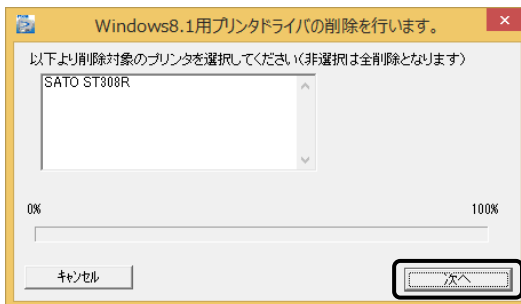 Windows8.1用プリンタドライバの削除を行います。
以下より削除対象のプリンタを選択してください(非選択は全削除となります)
SATO ST308R
0% 100%
キャンセル 次へ